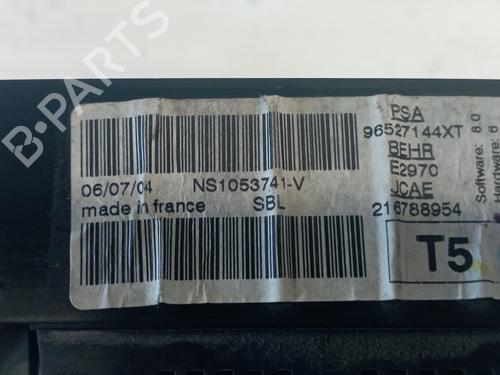 06/07/04 NS1053741-V
made in france SBL
PSA
96527144XT
BEHR
E2970
JCAE
216788954
T5
Software: 8.0
Hardware: 6
B-PARTS